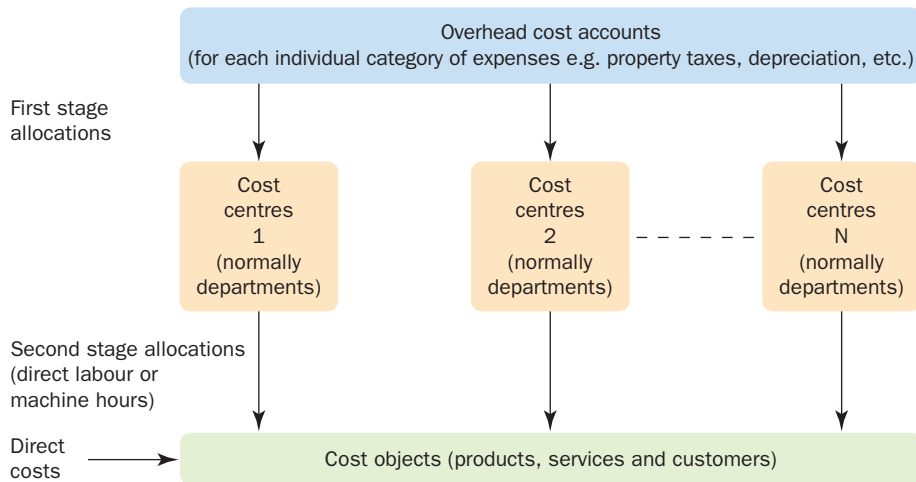 Overhead cost accounts
(for each individual category of expenses e.g. property taxes, depreciation, etc.)
First stage
allocations
Cost
centres
1
(normally
departments)
Cost
centres
2
(normally
departments)
Cost
centres
N
(normally
departments)
Second stage allocations
(direct labour or
machine hours)
Direct
costs
Cost objects (products, services and customers)